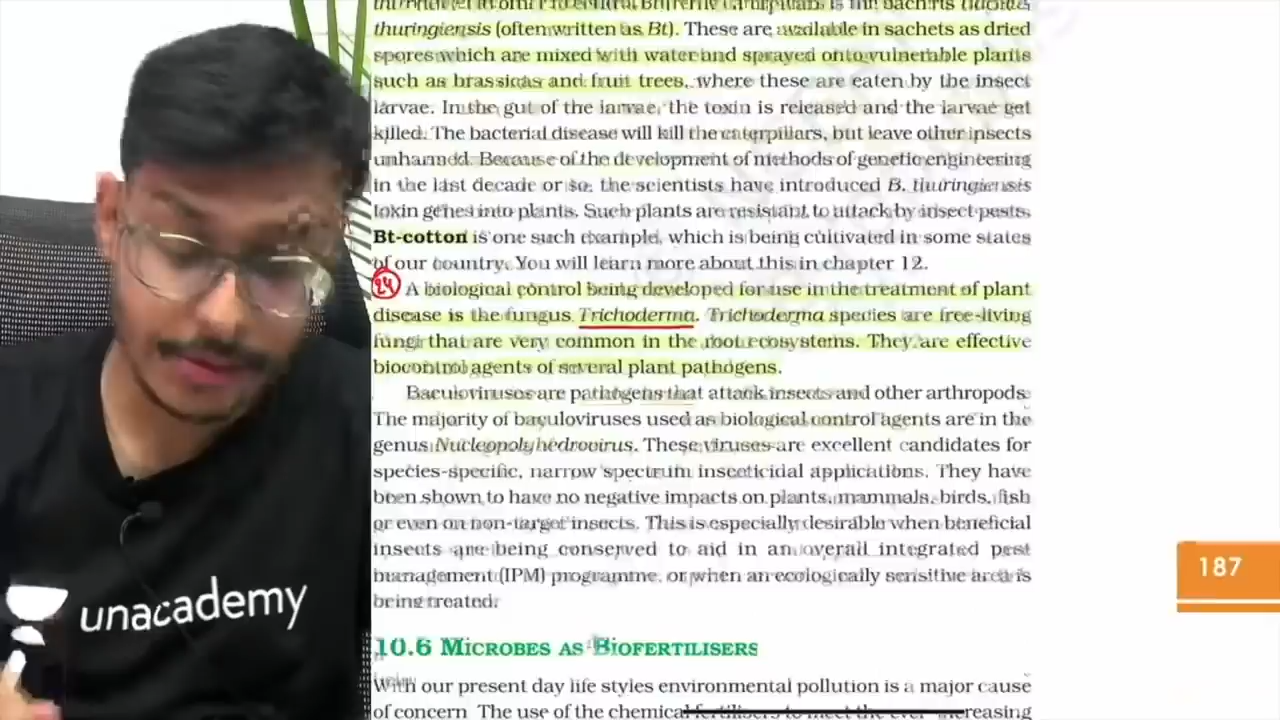 thuringiensis (often written as Bt). These are available in sachets as dried
spores which are mixed with water and sprayed onto vulnerable plants
such as brassicas and fruit trees, where these are eaten by the insect
larvae. In the gut of the larvae, the toxin is released and the larvae get
killed. The bacterial disease will kill the caterpillars, but leave other insects
unharmed. Because of the development of methods of genetic engineering
in the last decade or so, the scientists have introduced B. thuringiensis
toxin genes into plants. Such plants are resistant to attack by insect pests.
Bt-cotton is one such example, which is being cultivated in some states
of our country. You will learn more about this in chapter 12.
24
A biological control being developed for use in the treatment of plant
disease is the fungus Trichoderma. Trichoderma species are free-living
fungi that are very common in the root ecosystems. They are effective
biocontrol agents of several plant pathogens.
Baculoviruses are pathogens that attack insects and other arthropods.
The majority of baculoviruses used as biological control agents are in the
genus Nucleopolyhedrovirus. These viruses are excellent candidates for
species-specific, narrow spectrum insecticidal applications. They have
been shown to have no negative impacts on plants, mammals, birds, fish
or even on non-target insects. This is especially desirable when beneficial
insects are being conserved to aid in an overall integrated pest
management (IPM) programme, or when an ecologically sensitive area is
being treated.
187
10.6 MICROBES AS BIOFERTILISERS
With our present day life styles environmental pollution is a major cause
of concern. The use of the chemical fertilisers to meet the ever
unacademy